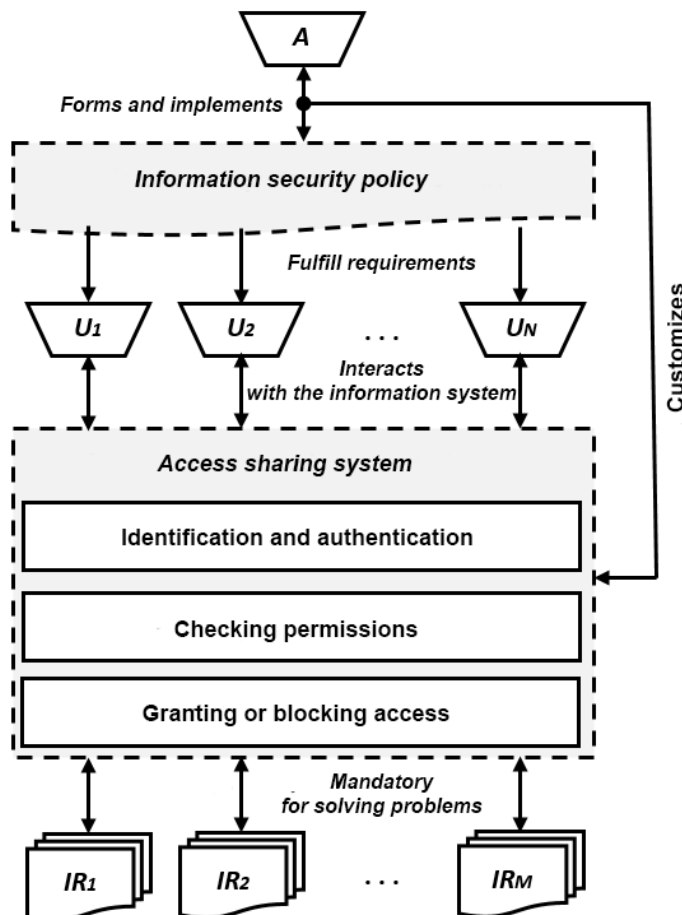 A
Forms and implements
Information security policy
Fulfill requirements
U1 U2 . . . UN
Interacts
with the information system
Customizes
Access sharing system
Identification and authentication
Checking permissions
Granting or blocking access
Mandatory
for solving problems
IR1 IR2 . . . IRM